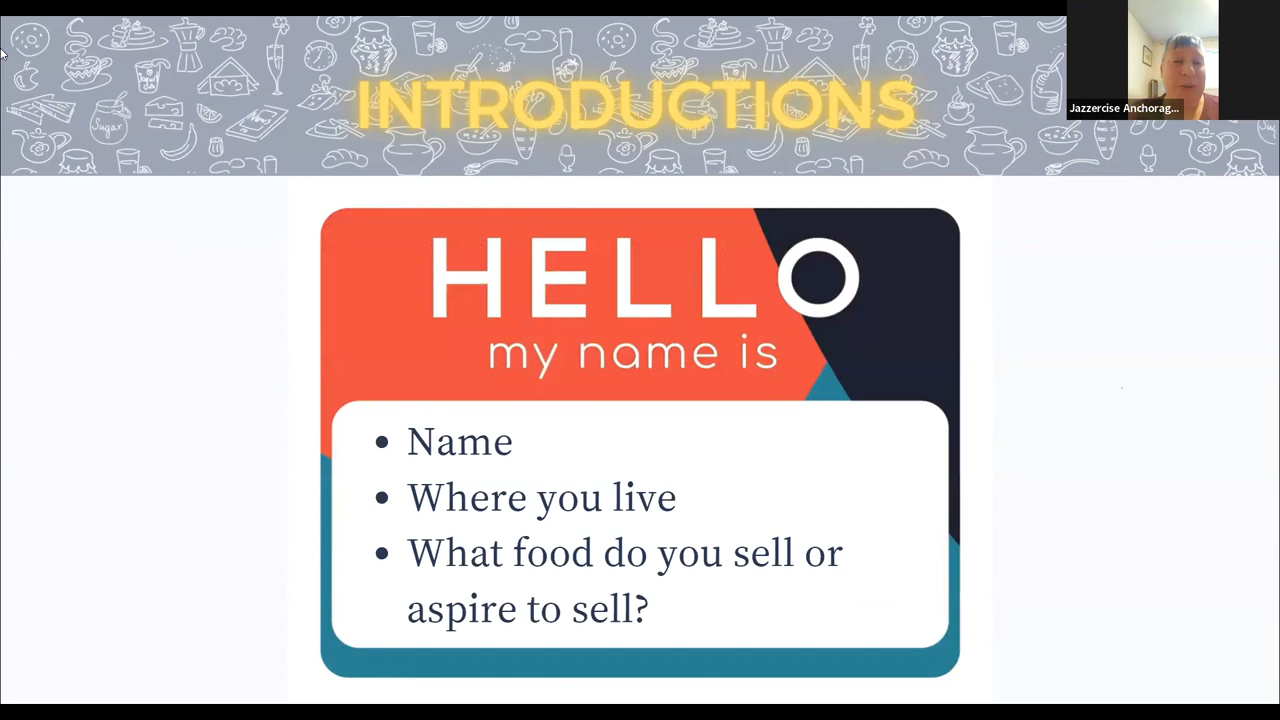 INTRODUCTIONS
Jazzercise Anchorag...
Sugar
HELLO
my name is
• Name
• Where you live
• What food do you sell or
aspire to sell?